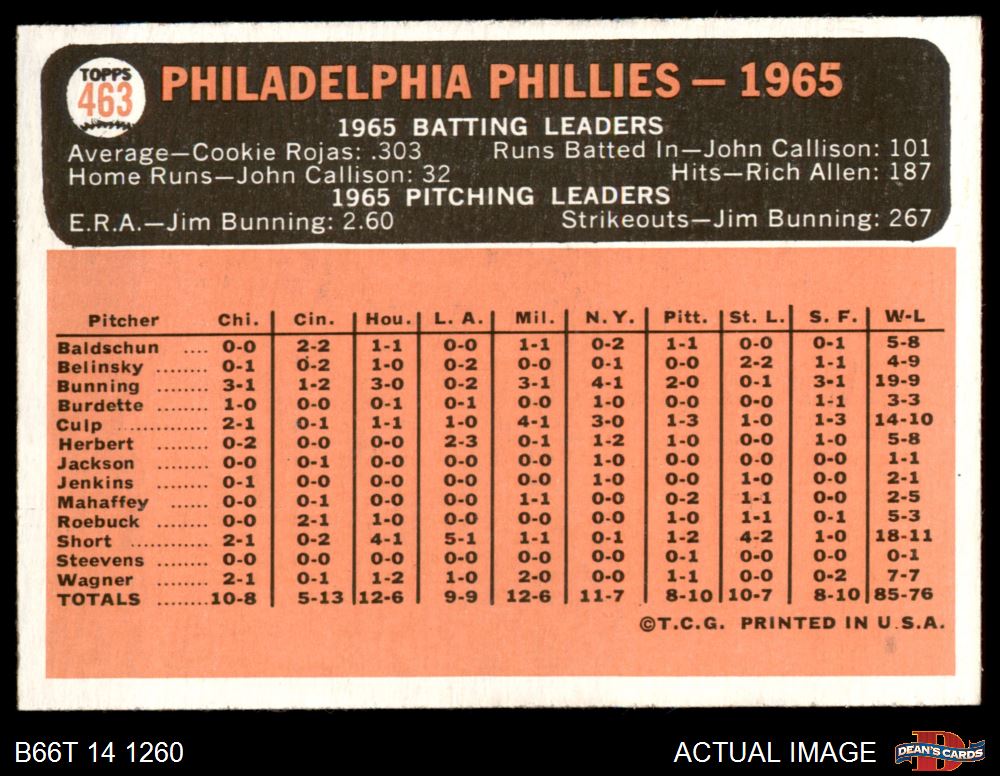 TOPPS
463
PHILADELPHIA PHILLIES — 1965
1965 BATTING LEADERS
Average—Cookie Rojas: .303 Runs Batted In—John Callison: 101
Home Runs—John Callison: 32 Hits—Rich Allen: 187
1965 PITCHING LEADERS
E.R.A.—Jim Bunning: 2.60 Strikeouts—Jim Bunning: 267
Pitcher Chi. Cin. Hou. L. A. Mil. N. Y. Pitt. St. L. S. F. W-L
Baldschun .... 0-0 2-2 1-1 0-0 1-1 0-2 1-1 0-0 0-1 5-8
Belinsky ........ 0-1 0-2 1-0 0-2 0-0 0-1 0-0 2-2 1-1 4-9
Bunning ........ 3-1 1-2 3-0 0-2 3-1 4-1 2-0 0-1 3-1 19-9
Burdette ........ 1-0 0-0 0-1 0-1 0-0 1-0 0-0 0-0 1-1 3-3
Culp .............. 2-1 0-1 1-1 1-0 4-1 3-0 1-3 1-0 1-3 14-10
Herbert ........ 0-2 0-0 0-0 2-3 0-1 1-2 1-0 0-0 1-0 5-8
Jackson ........ 0-0 0-1 0-0 0-0 0-0 1-0 0-0 0-0 0-0 1-1
Jenkins ........ 0-1 0-0 0-0 0-0 0-0 1-0 0-0 1-0 0-0 2-1
Mahaffey ...... 0-0 0-1 0-0 0-0 1-1 0-0 0-2 1-1 0-0 2-5
Roebuck ...... 0-0 2-1 1-0 0-0 0-0 0-0 1-0 1-1 0-1 5-3
Short ............ 2-1 0-2 4-1 5-1 1-1 0-1 1-2 4-2 1-0 18-11
Steevens ...... 0-0 0-0 0-0 0-0 0-0 0-0 0-1 0-0 0-0 0-1
Wagner ........ 2-1 0-1 1-2 1-0 2-0 0-0 1-1 0-0 0-2 7-7
TOTALS ........ 10-8 5-13 12-6 9-9 12-6 11-7 8-10 10-7 8-10 85-76
©T.C.G. PRINTED IN U.S.A.
B66T 14 1260 ACTUAL IMAGE DEAN'S CARDS